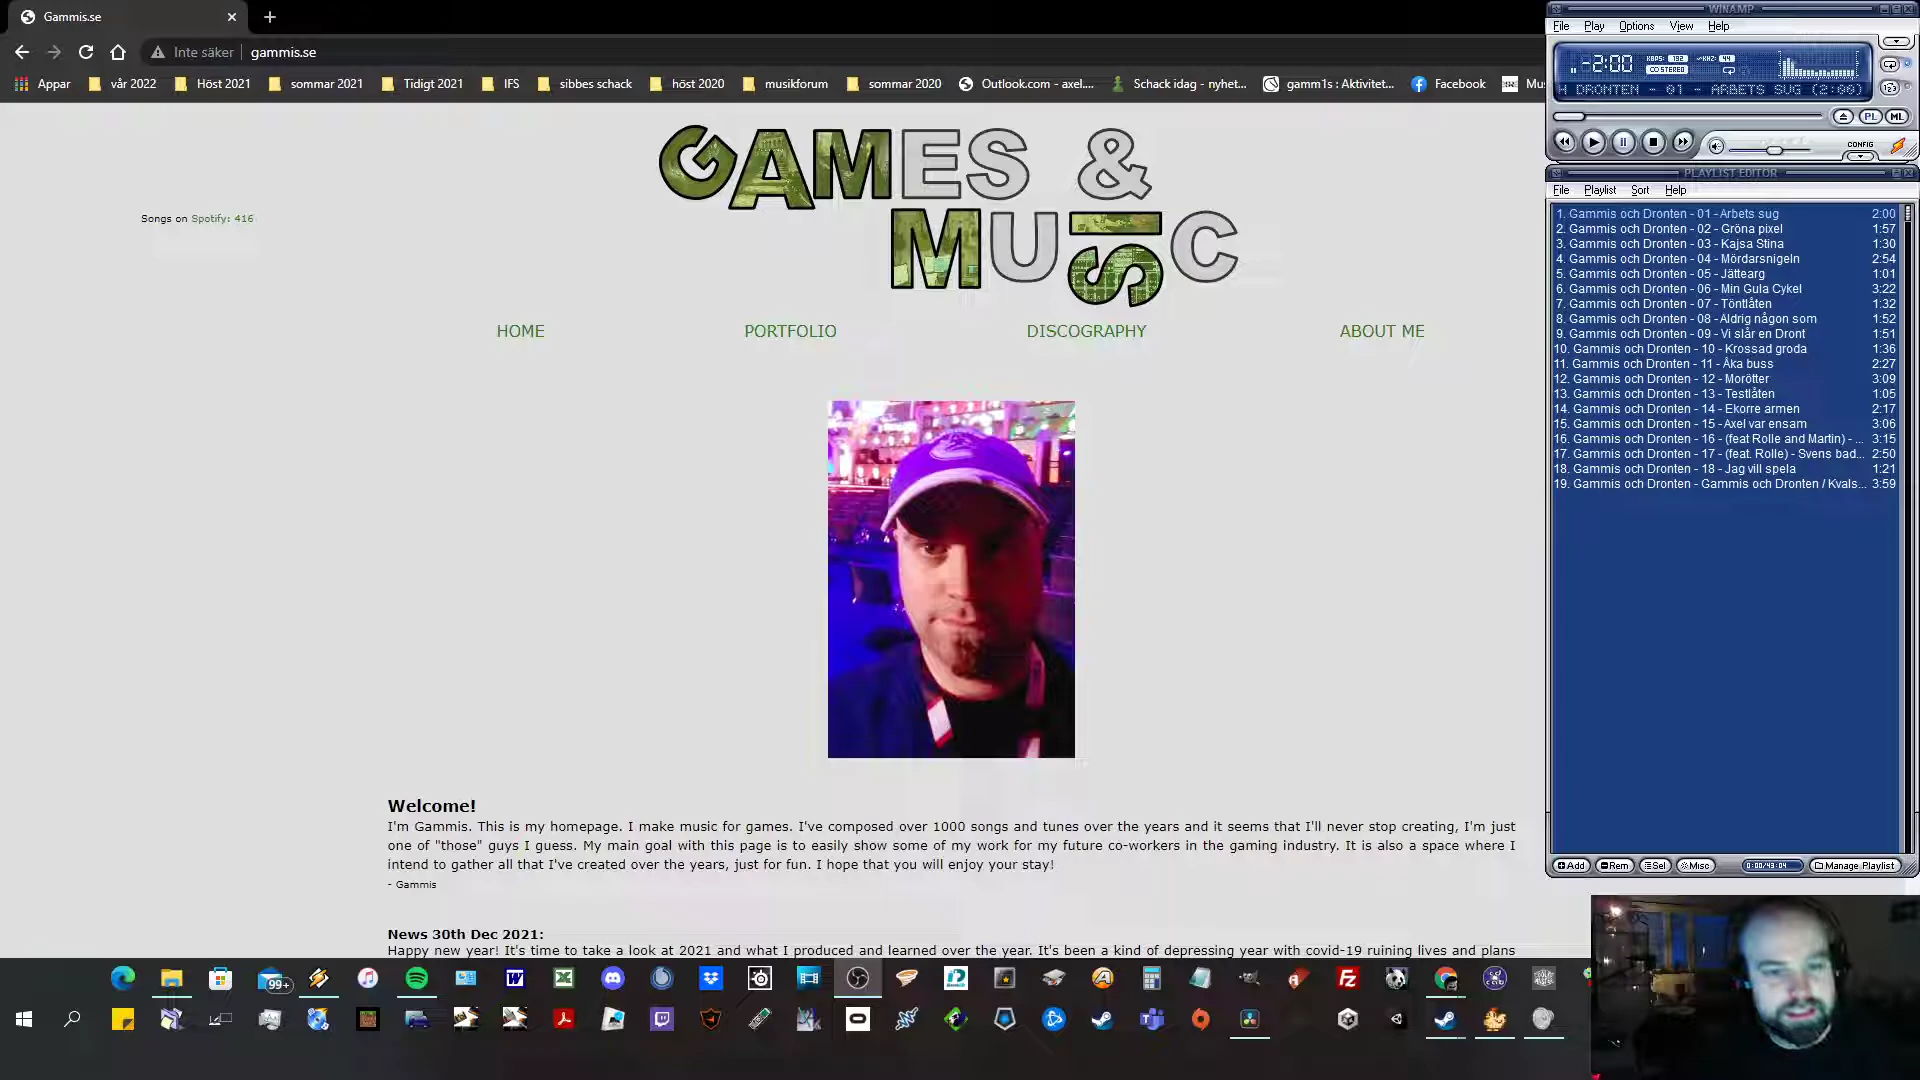 Gammis.se
Inte säker
gammis.se
Appar
vår 2022
Höst 2021
sommar 2021
Tidigt 2021
IFS
sibbes schack
höst 2020
musikforum
sommar 2020
Outlook.com - axel....
Schack idag - nyhet...
gamm1s : Aktivitet...
Facebook
GAMES &
MUSIC
Songs on Spotify: 416
HOME
PORTFOLIO
DISCOGRAPHY
ABOUT ME
Welcome!
I'm Gammis. This is my homepage. I make music for games. I've composed over 1000 songs and tunes over the years and it seems that I'll never stop creating, I'm just
one of "those" guys I guess. My main goal with this page is to easily show some of my work for my future co-workers in the gaming industry. It is also a space where I
intend to gather all that I've created over the years, just for fun. I hope that you will enjoy your stay!
- Gammis
News 30th Dec 2021:
Happy new year! It's time to take a look at 2021 and what I produced and learned over the year. It's been a kind of depressing year with covid-19 ruining lives and plans
WINAMP
File Play Options View Help
-2:00
KBPS: 192 KHZ: 44
STEREO
H DRONTEN - 01 - ARBETS SUG (2:00)
PL
ML
CONFIG
PLAYLIST EDITOR
File Playlist Sort Help
1. Gammis och Dronten - 01 - Arbets sug 2:00
2. Gammis och Dronten - 02 - Gröna pixel 1:57
3. Gammis och Dronten - 03 - Kajsa Stina 1:30
4. Gammis och Dronten - 04 - Mördarsnigeln 2:54
5. Gammis och Dronten - 05 - Jättearg 1:01
6. Gammis och Dronten - 06 - Min Gula Cykel 3:22
7. Gammis och Dronten - 07 - Töntlåten 1:32
8. Gammis och Dronten - 08 - Aldrig någon som 1:52
9. Gammis och Dronten - 09 - Vi slår en Dront 1:51
10. Gammis och Dronten - 10 - Krossad groda 1:36
11. Gammis och Dronten - 11 - Åka buss 2:27
12. Gammis och Dronten - 12 - Morötter 3:09
13. Gammis och Dronten - 13 - Testlåten 1:05
14. Gammis och Dronten - 14 - Ekorre armen 2:17
15. Gammis och Dronten - 15 - Axel var ensam 3:06
16. Gammis och Dronten - 16 - (feat Rolle and Martin) - ... 3:15
17. Gammis och Dronten - 17 - (feat. Rolle) - Svens bad... 2:50
18. Gammis och Dronten - 18 - Jag vill spela 1:21
19. Gammis och Dronten - Gammis och Dronten / Kvals... 3:59
Add Rem Sel Misc 0:00/43:04 Manage Playlist
99+